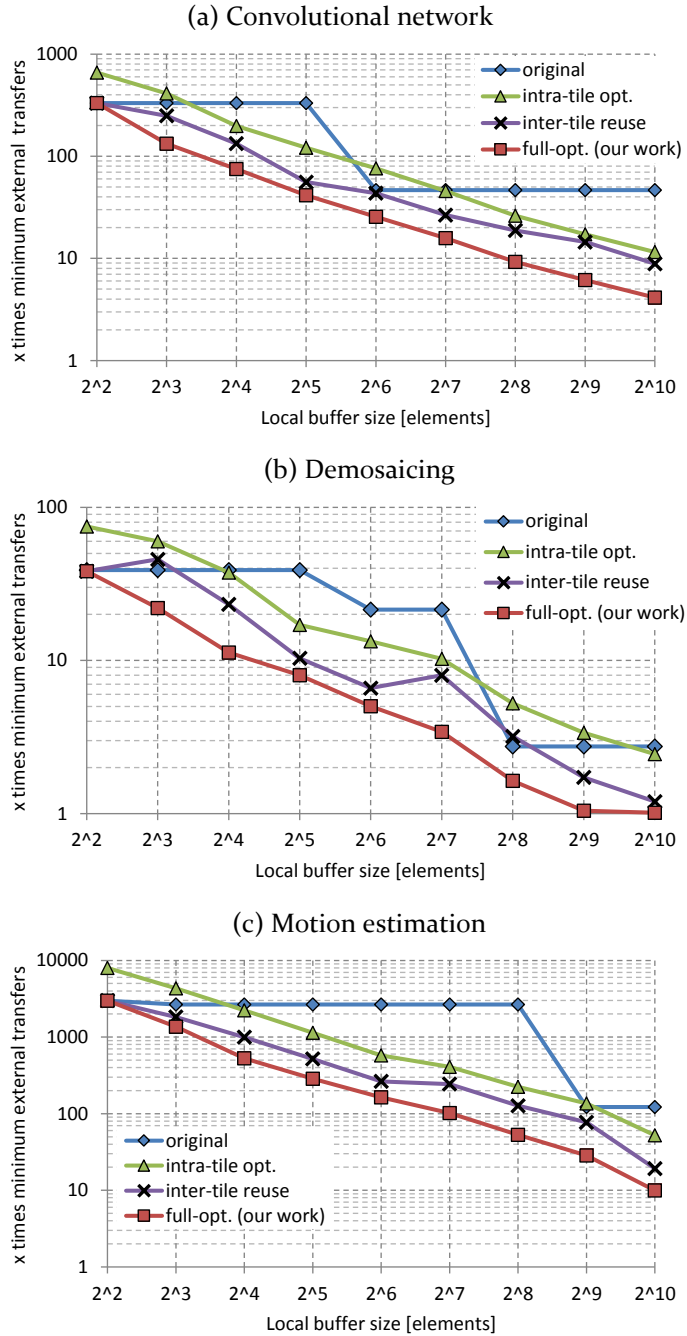 (a) Convolutional network
x times minimum external transfers
1000
100
10
1
original
intra-tile opt.
inter-tile reuse
full-opt. (our work)
2^2 2^3 2^4 2^5 2^6 2^7 2^8 2^9 2^10
Local buffer size [elements]
(b) Demosaicing
x times minimum external transfers
100
10
1
original
intra-tile opt.
inter-tile reuse
full-opt. (our work)
2^2 2^3 2^4 2^5 2^6 2^7 2^8 2^9 2^10
Local buffer size [elements]
(c) Motion estimation
x times minimum external transfers
10000
1000
100
10
1
original
intra-tile opt.
inter-tile reuse
full-opt. (our work)
2^2 2^3 2^4 2^5 2^6 2^7 2^8 2^9 2^10
Local buffer size [elements]